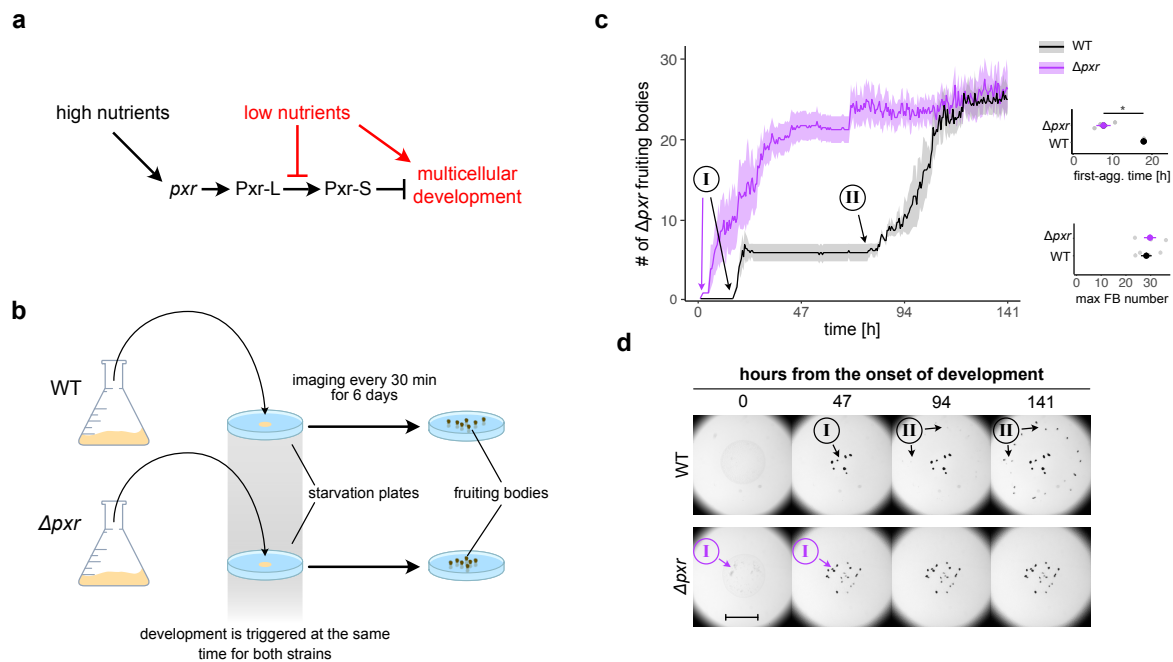 a
high nutrients
low nutrients
pxr
Pxr-L
Pxr-S
multicellular
development
b
WT
Δpxr
imaging every 30 min
for 6 days
starvation plates
fruiting bodies
development is triggered at the same
time for both strains
c
# of Δpxr fruiting bodies
30
20
10
0
0
47
94
141
time [h]
I
II
WT
Δpxr
*
Δpxr
WT
0
10
20
first-agg. time [h]
Δpxr
WT
0
10
20
30
max FB number
d
hours from the onset of development
0
47
94
141
WT
I
II
II
Δpxr
I
I